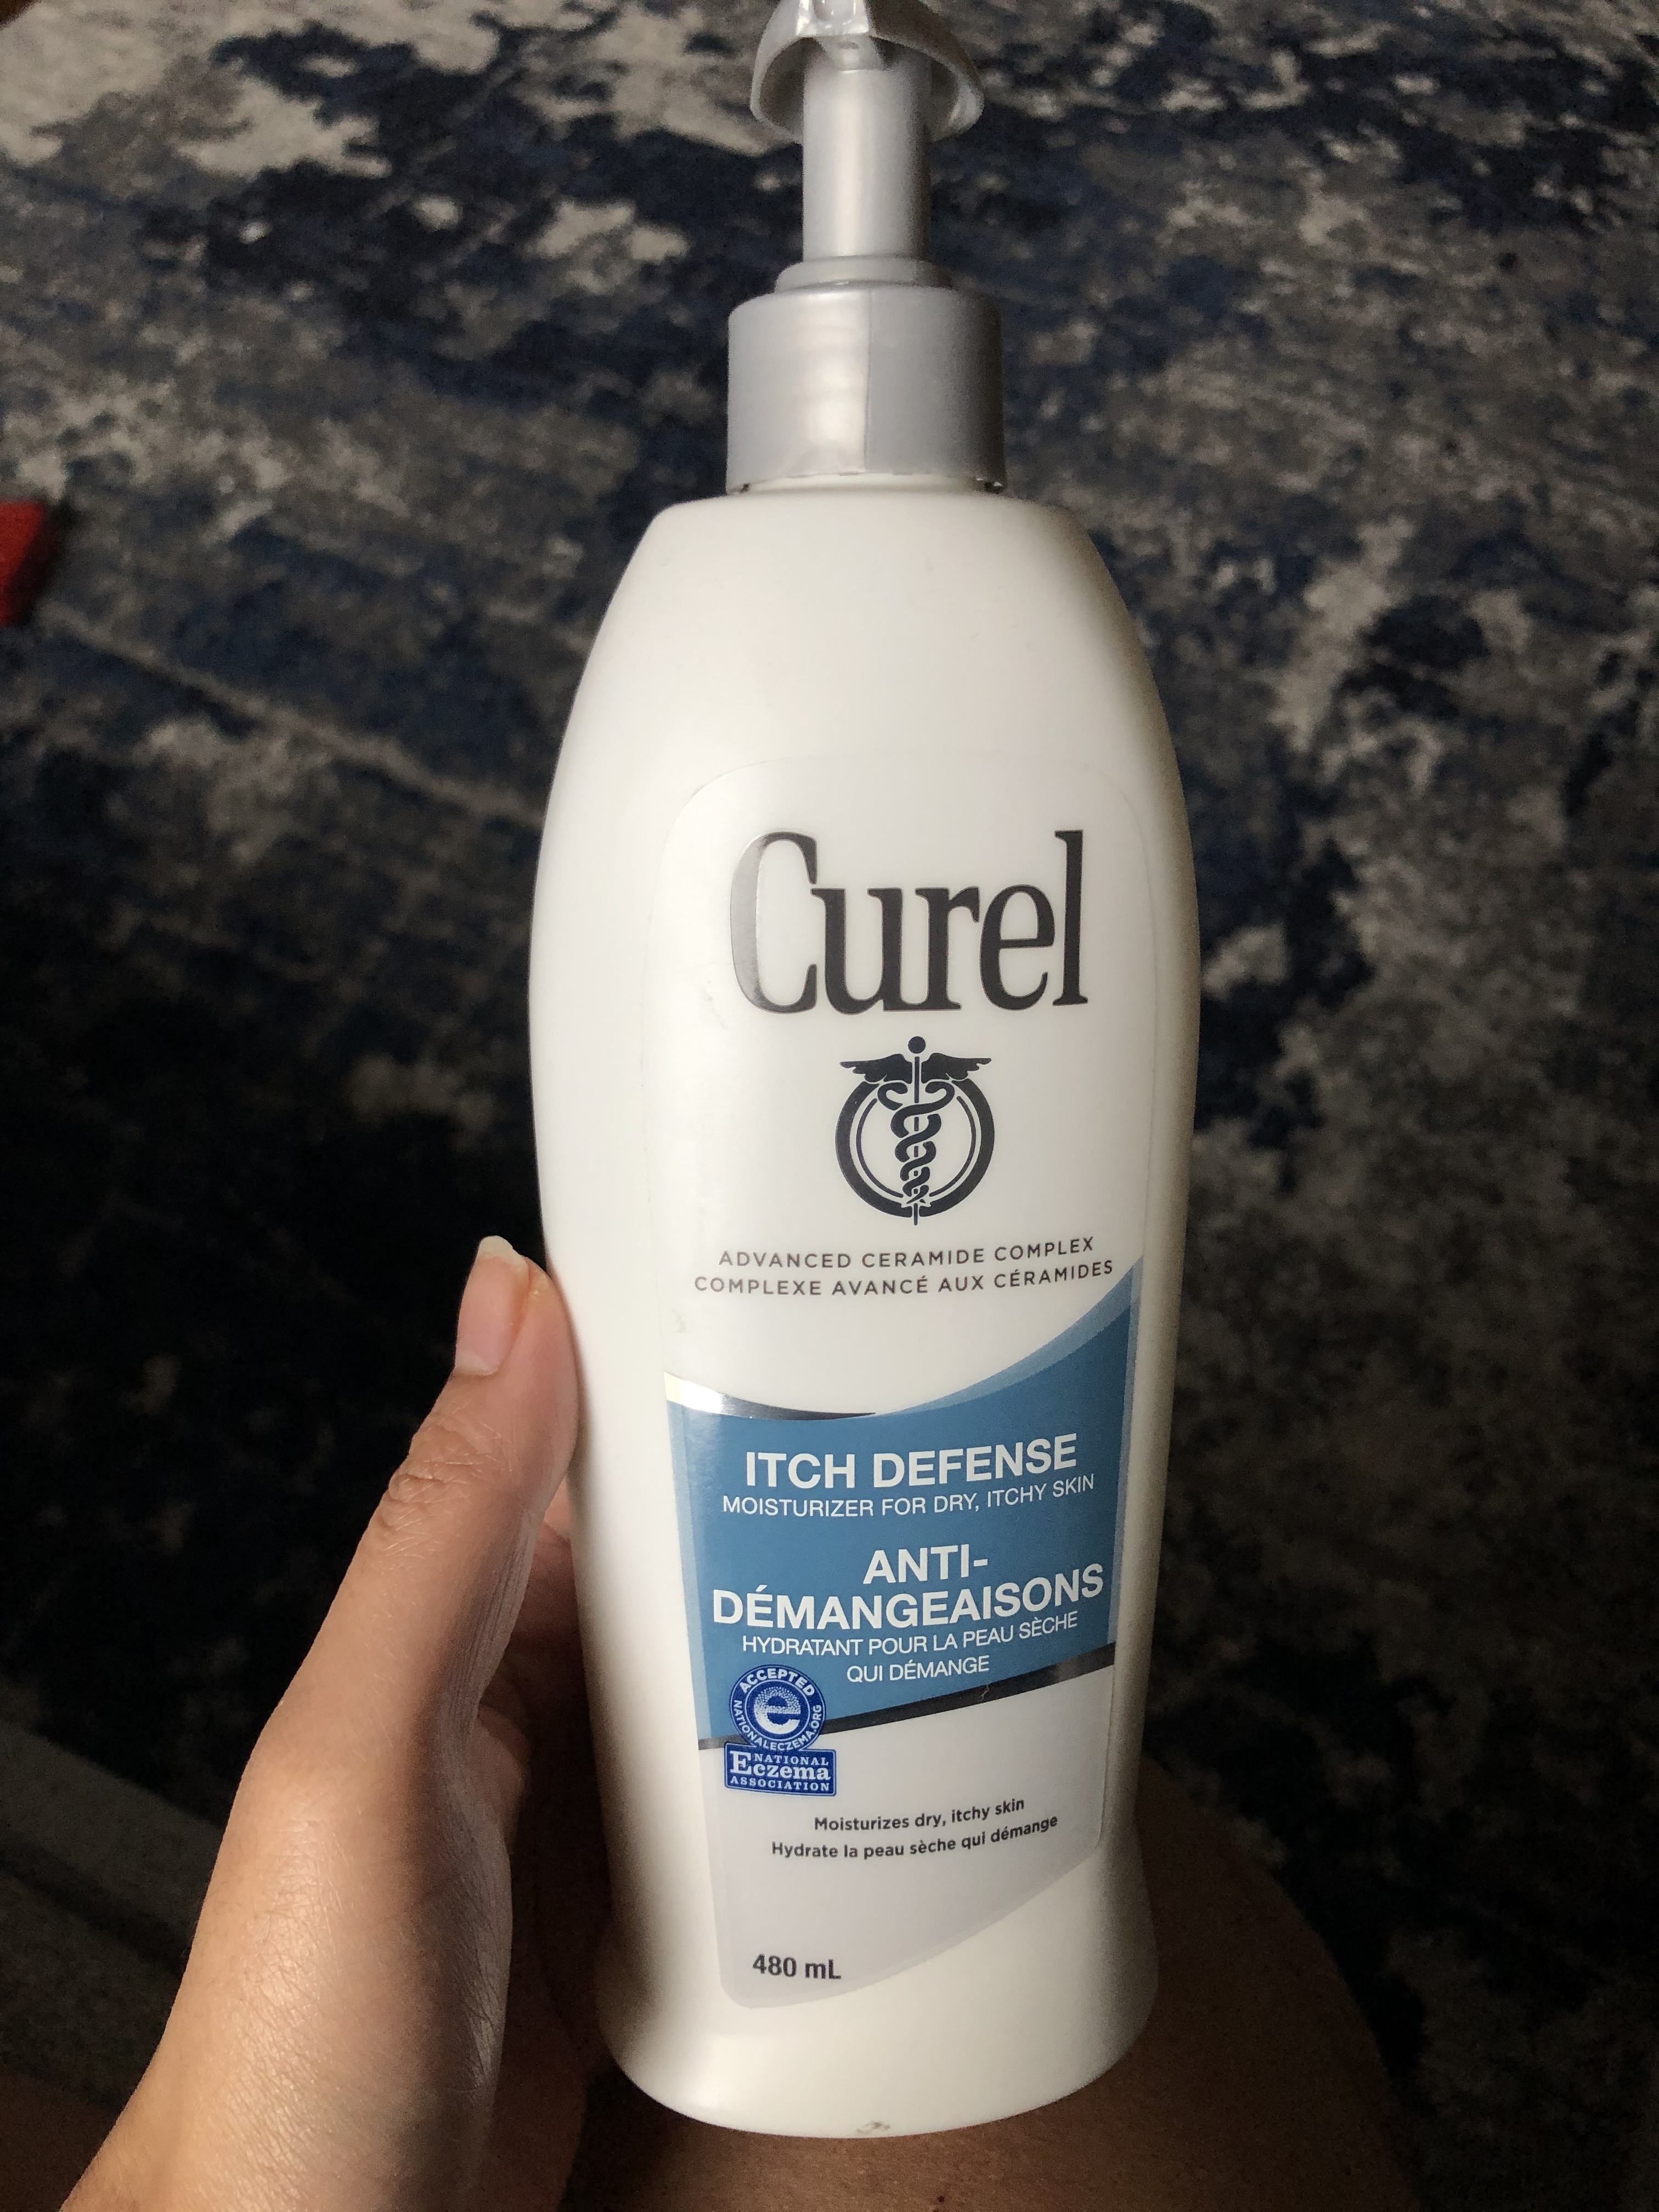 Curel
ADVANCED CERAMIDE COMPLEX
COMPLEXE AVANCÉ AUX CÉRAMIDES
ITCH DEFENSE
MOISTURIZER FOR DRY, ITCHY SKIN
ANTI-
DÉMANGEAISONS
HYDRATANT POUR LA PEAU SÈCHE
QUI DÉMANGE
ACCEPTED
NATIONALECZEMA.ORG
e
NATIONAL
Eczema
ASSOCIATION
Moisturizes dry, itchy skin
Hydrate la peau sèche qui démange
480 mL